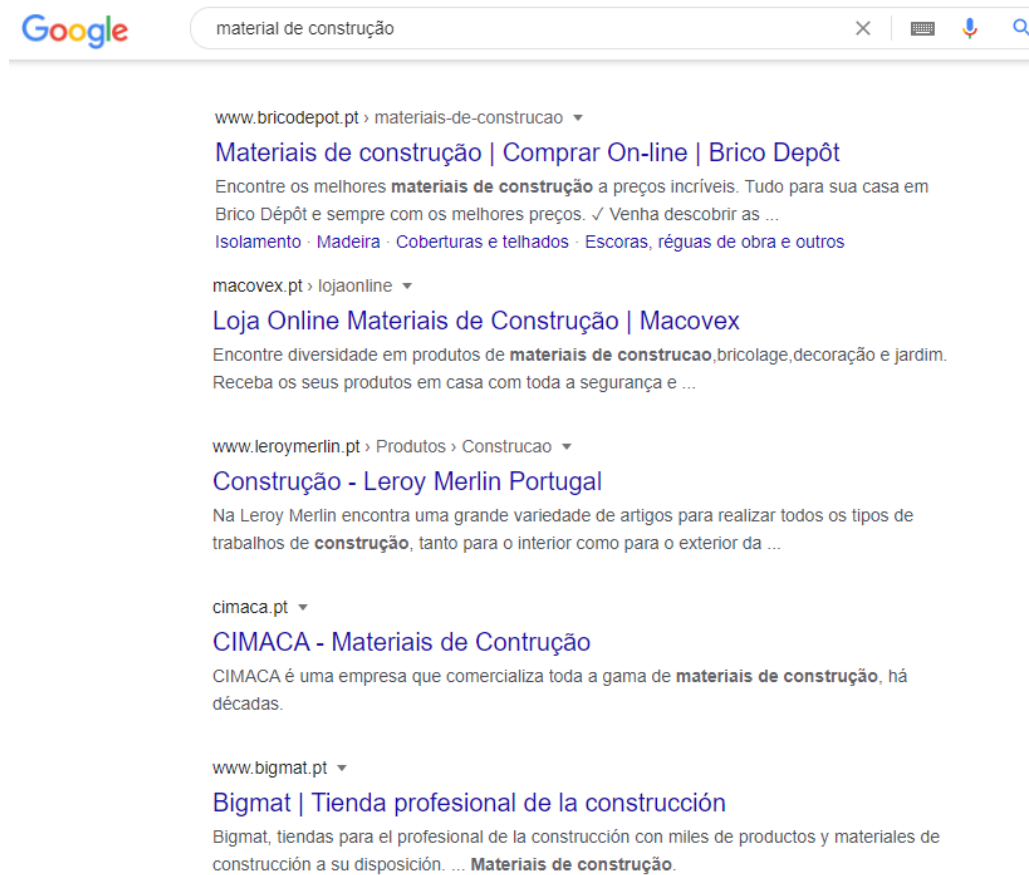 Google
material de construção
www.bricodepot.pt › materiais-de-construcao
Materiais de construção | Comprar On-line | Brico Depôt
Encontre os melhores materiais de construção a preços incríveis. Tudo para sua casa em
Brico Dépôt e sempre com os melhores preços. ✓ Venha descobrir as ...
Isolamento · Madeira · Coberturas e telhados · Escoras, réguas de obra e outros
macovex.pt › lojaonline
Loja Online Materiais de Construção | Macovex
Encontre diversidade em produtos de materiais de construcao,bricolage,decoração e jardim.
Receba os seus produtos em casa com toda a segurança e ...
www.leroymerlin.pt › Produtos › Construcao
Construção - Leroy Merlin Portugal
Na Leroy Merlin encontra uma grande variedade de artigos para realizar todos os tipos de
trabalhos de construção, tanto para o interior como para o exterior da ...
cimaca.pt
CIMACA - Materiais de Contrução
CIMACA é uma empresa que comercializa toda a gama de materiais de construção, há
décadas.
www.bigmat.pt
Bigmat | Tienda profesional de la construcción
Bigmat, tiendas para el profesional de la construcción con miles de productos y materiales de
construcción a su disposición. ... Materiais de construção.